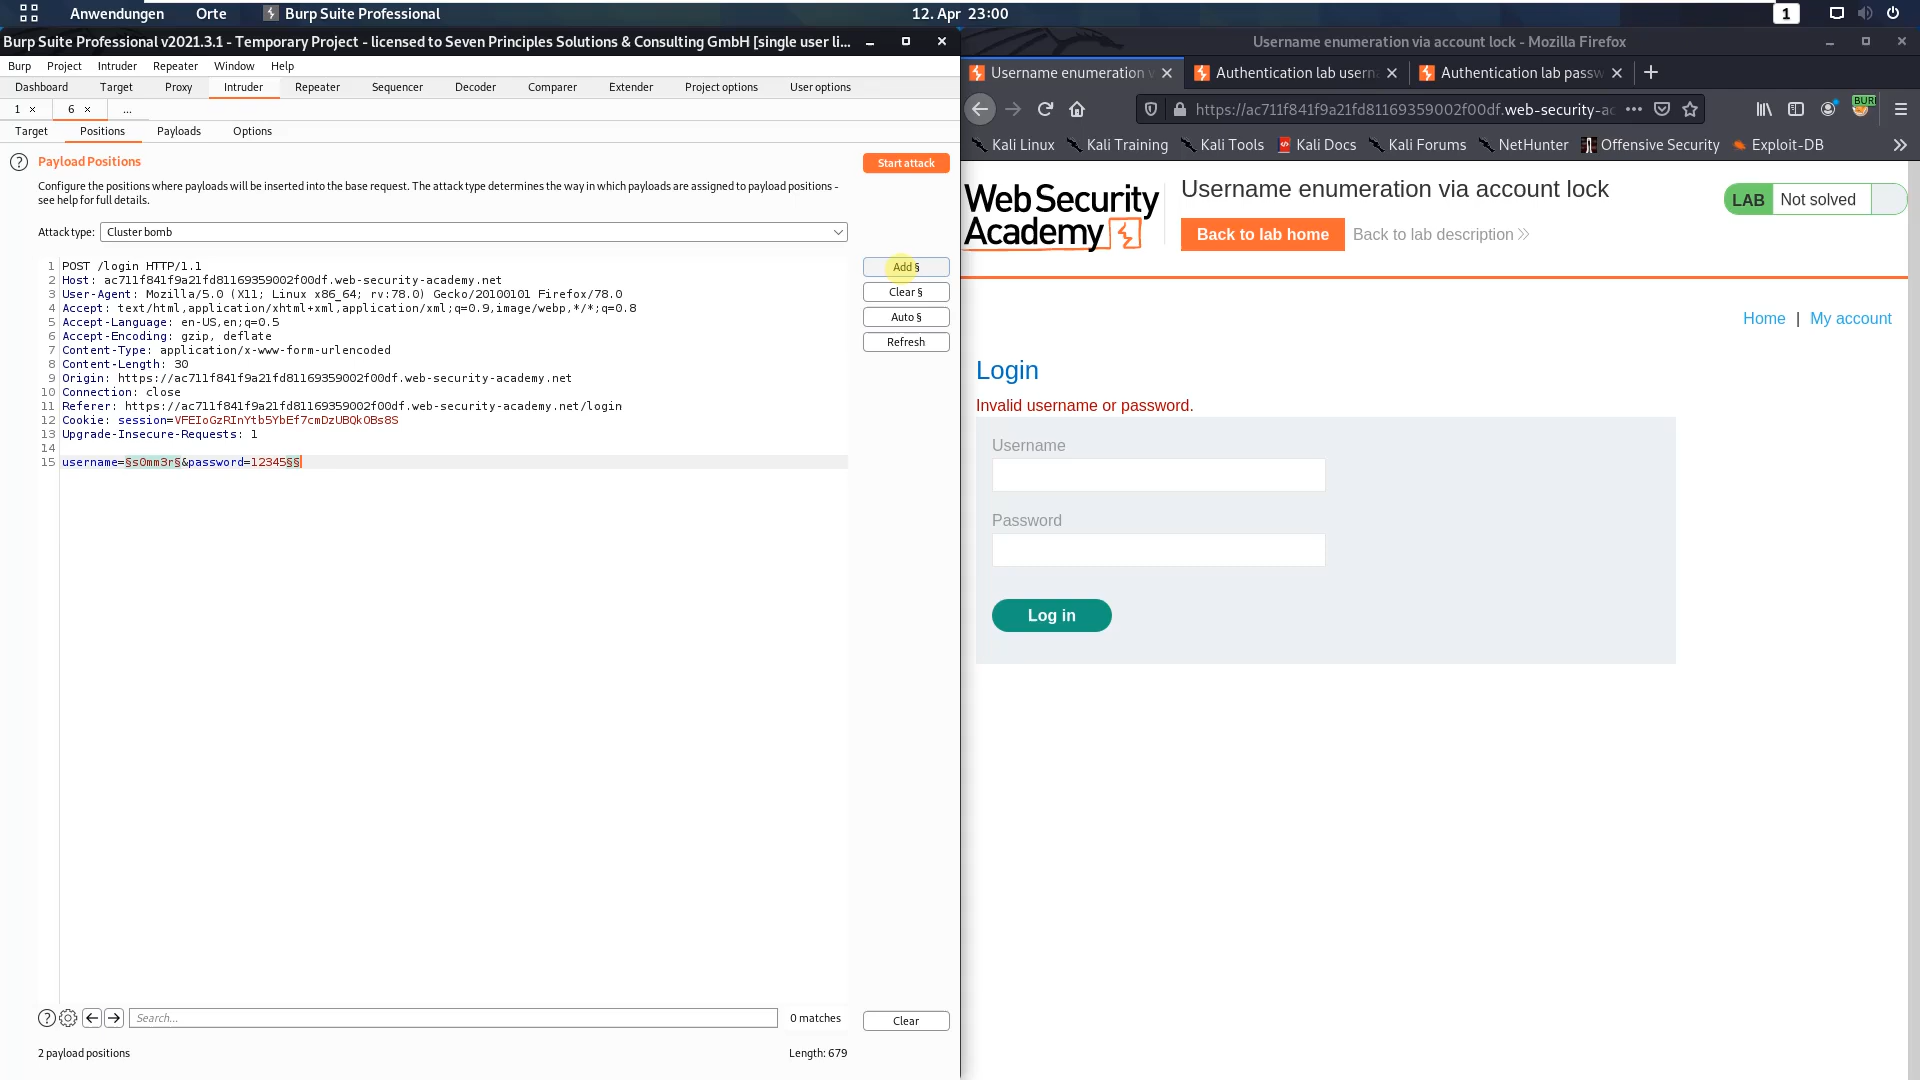 Anwendungen Orte Burp Suite Professional 12. Apr 23:00 1
Burp Suite Professional v2021.3.1 - Temporary Project - licensed to Seven Principles Solutions & Consulting GmbH [single user li...
Burp Project Intruder Repeater Window Help
Dashboard Target Proxy Intruder Repeater Sequencer Decoder Comparer Extender Project options User options
1 × 6 × ...
Target Positions Payloads Options
? Payload Positions
Start attack
Configure the positions where payloads will be inserted into the base request. The attack type determines the way in which payloads are assigned to payload positions -
see help for full details.
Attack type: Cluster bomb
1 POST /login HTTP/1.1
2 Host: ac711f841f9a21fd81169359002f00df.web-security-academy.net
3 User-Agent: Mozilla/5.0 (X11; Linux x86_64; rv:78.0) Gecko/20100101 Firefox/78.0
4 Accept: text/html,application/xhtml+xml,application/xml;q=0.9,image/webp,*/*;q=0.8
5 Accept-Language: en-US,en;q=0.5
6 Accept-Encoding: gzip, deflate
7 Content-Type: application/x-www-form-urlencoded
8 Content-Length: 30
9 Origin: https://ac711f841f9a21fd81169359002f00df.web-security-academy.net
10 Connection: close
11 Referer: https://ac711f841f9a21fd81169359002f00df.web-security-academy.net/login
12 Cookie: session=VFEIoGzRInYtb5YbEf7cmDzUBQkOBs8S
13 Upgrade-Insecure-Requests: 1
14
15 username=§s0mm3r§&password=12345§§
Add §
Clear §
Auto §
Refresh
? Search... 0 matches Clear
2 payload positions Length: 679
Username enumeration via account lock - Mozilla Firefox
Username enumeration v Authentication lab usern Authentication lab passw
https://ac711f841f9a21fd81169359002f00df.web-security-ac BUR
Kali Linux Kali Training Kali Tools Kali Docs Kali Forums NetHunter Offensive Security Exploit-DB
Web Security
Academy
Username enumeration via account lock
Back to lab home Back to lab description
LAB Not solved
Home | My account
Login
Invalid username or password.
Username
Password
Log in